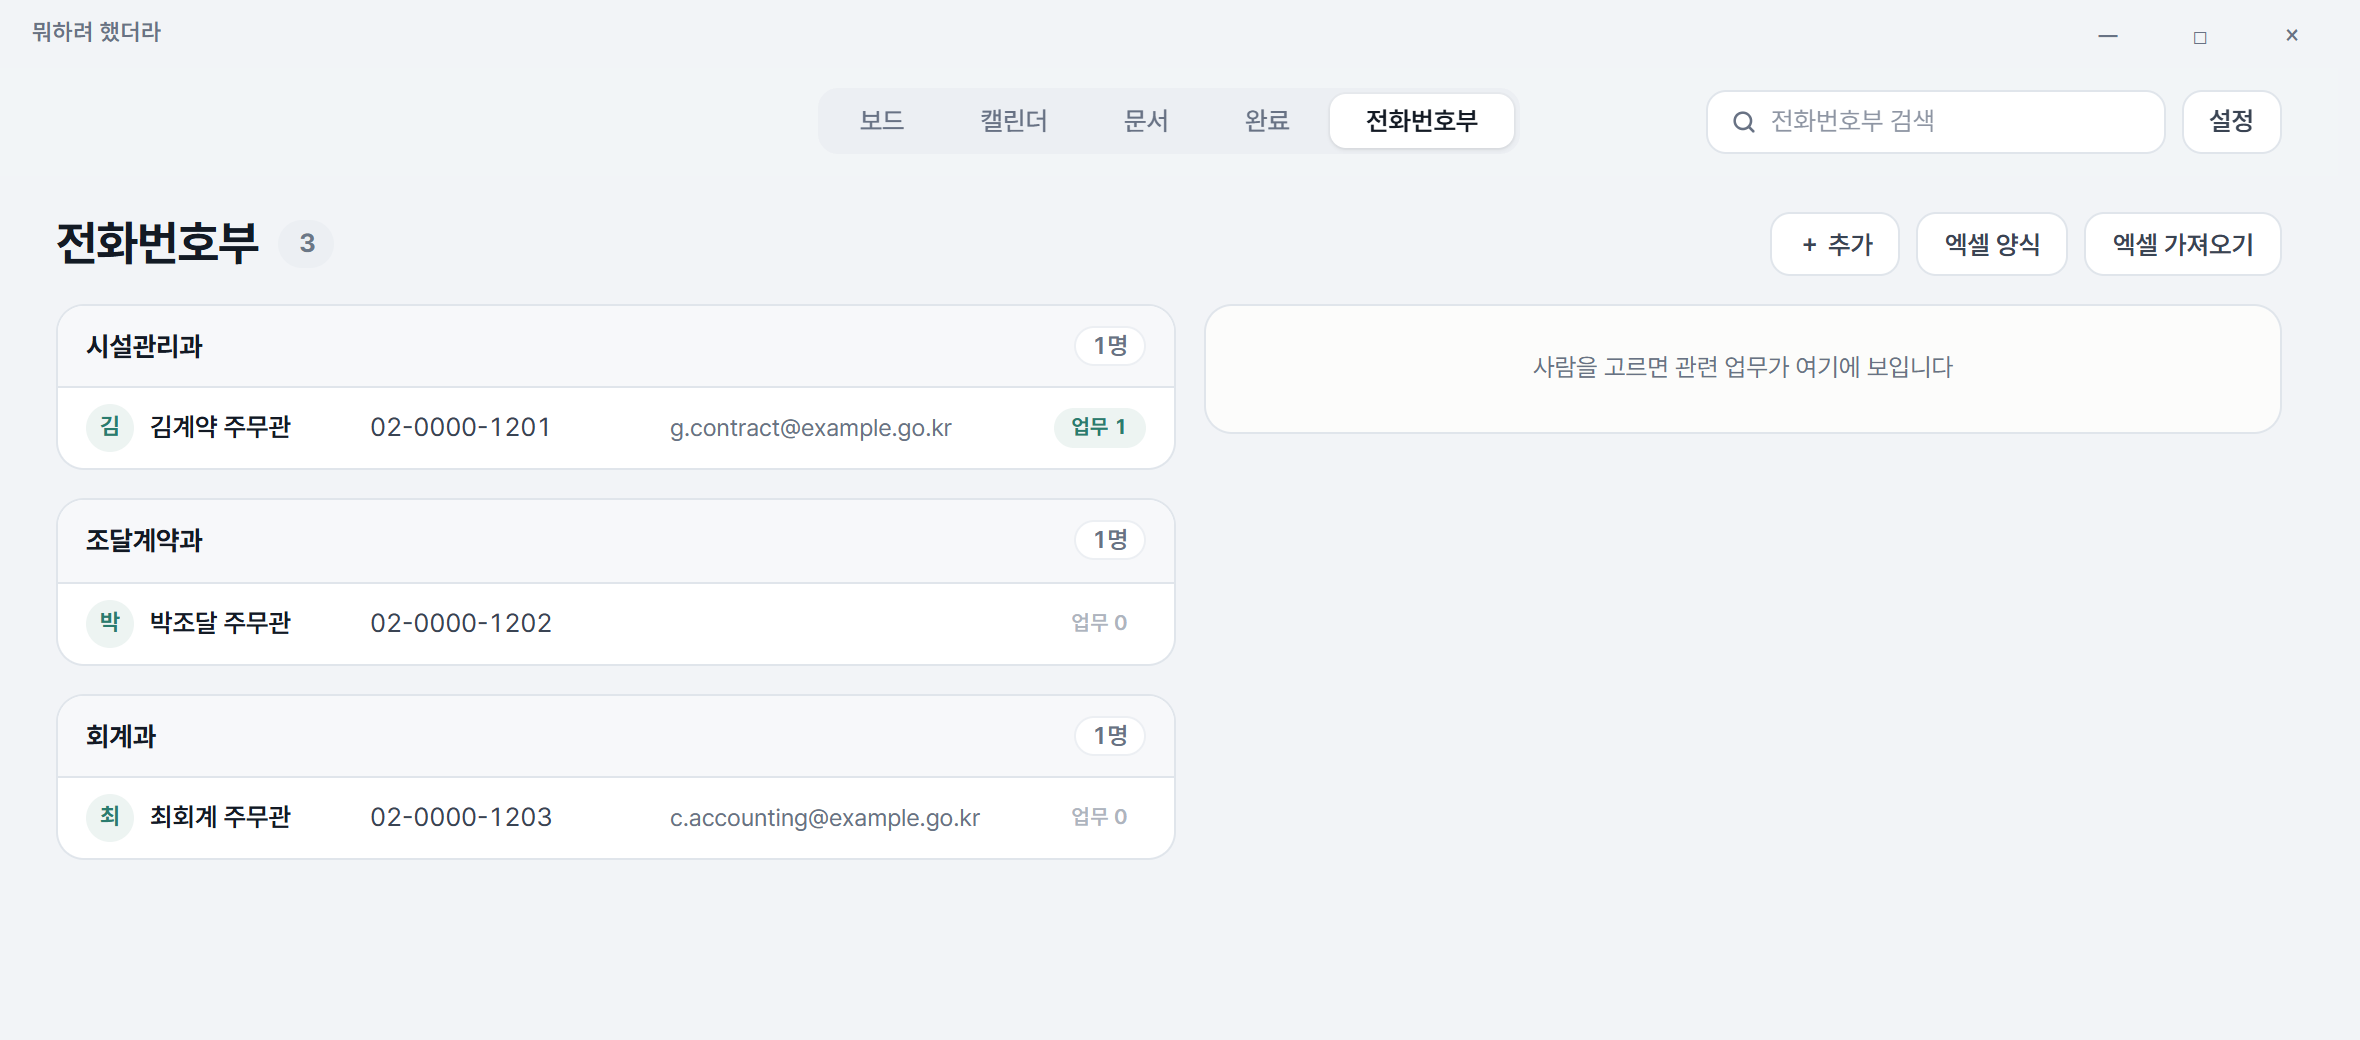 뭐하려 했더라
보드 캘린더 문서 완료 전화번호부
전화번호부 검색
설정
전화번호부 3
+ 추가 엑셀 양식 엑셀 가져오기
시설관리과 1명
김 김계약 주무관 02-0000-1201 g.contract@example.go.kr 업무 1
사람을 고르면 관련 업무가 여기에 보입니다
조달계약과 1명
박 박조달 주무관 02-0000-1202 업무 0
회계과 1명
최 최회계 주무관 02-0000-1203 c.accounting@example.go.kr 업무 0